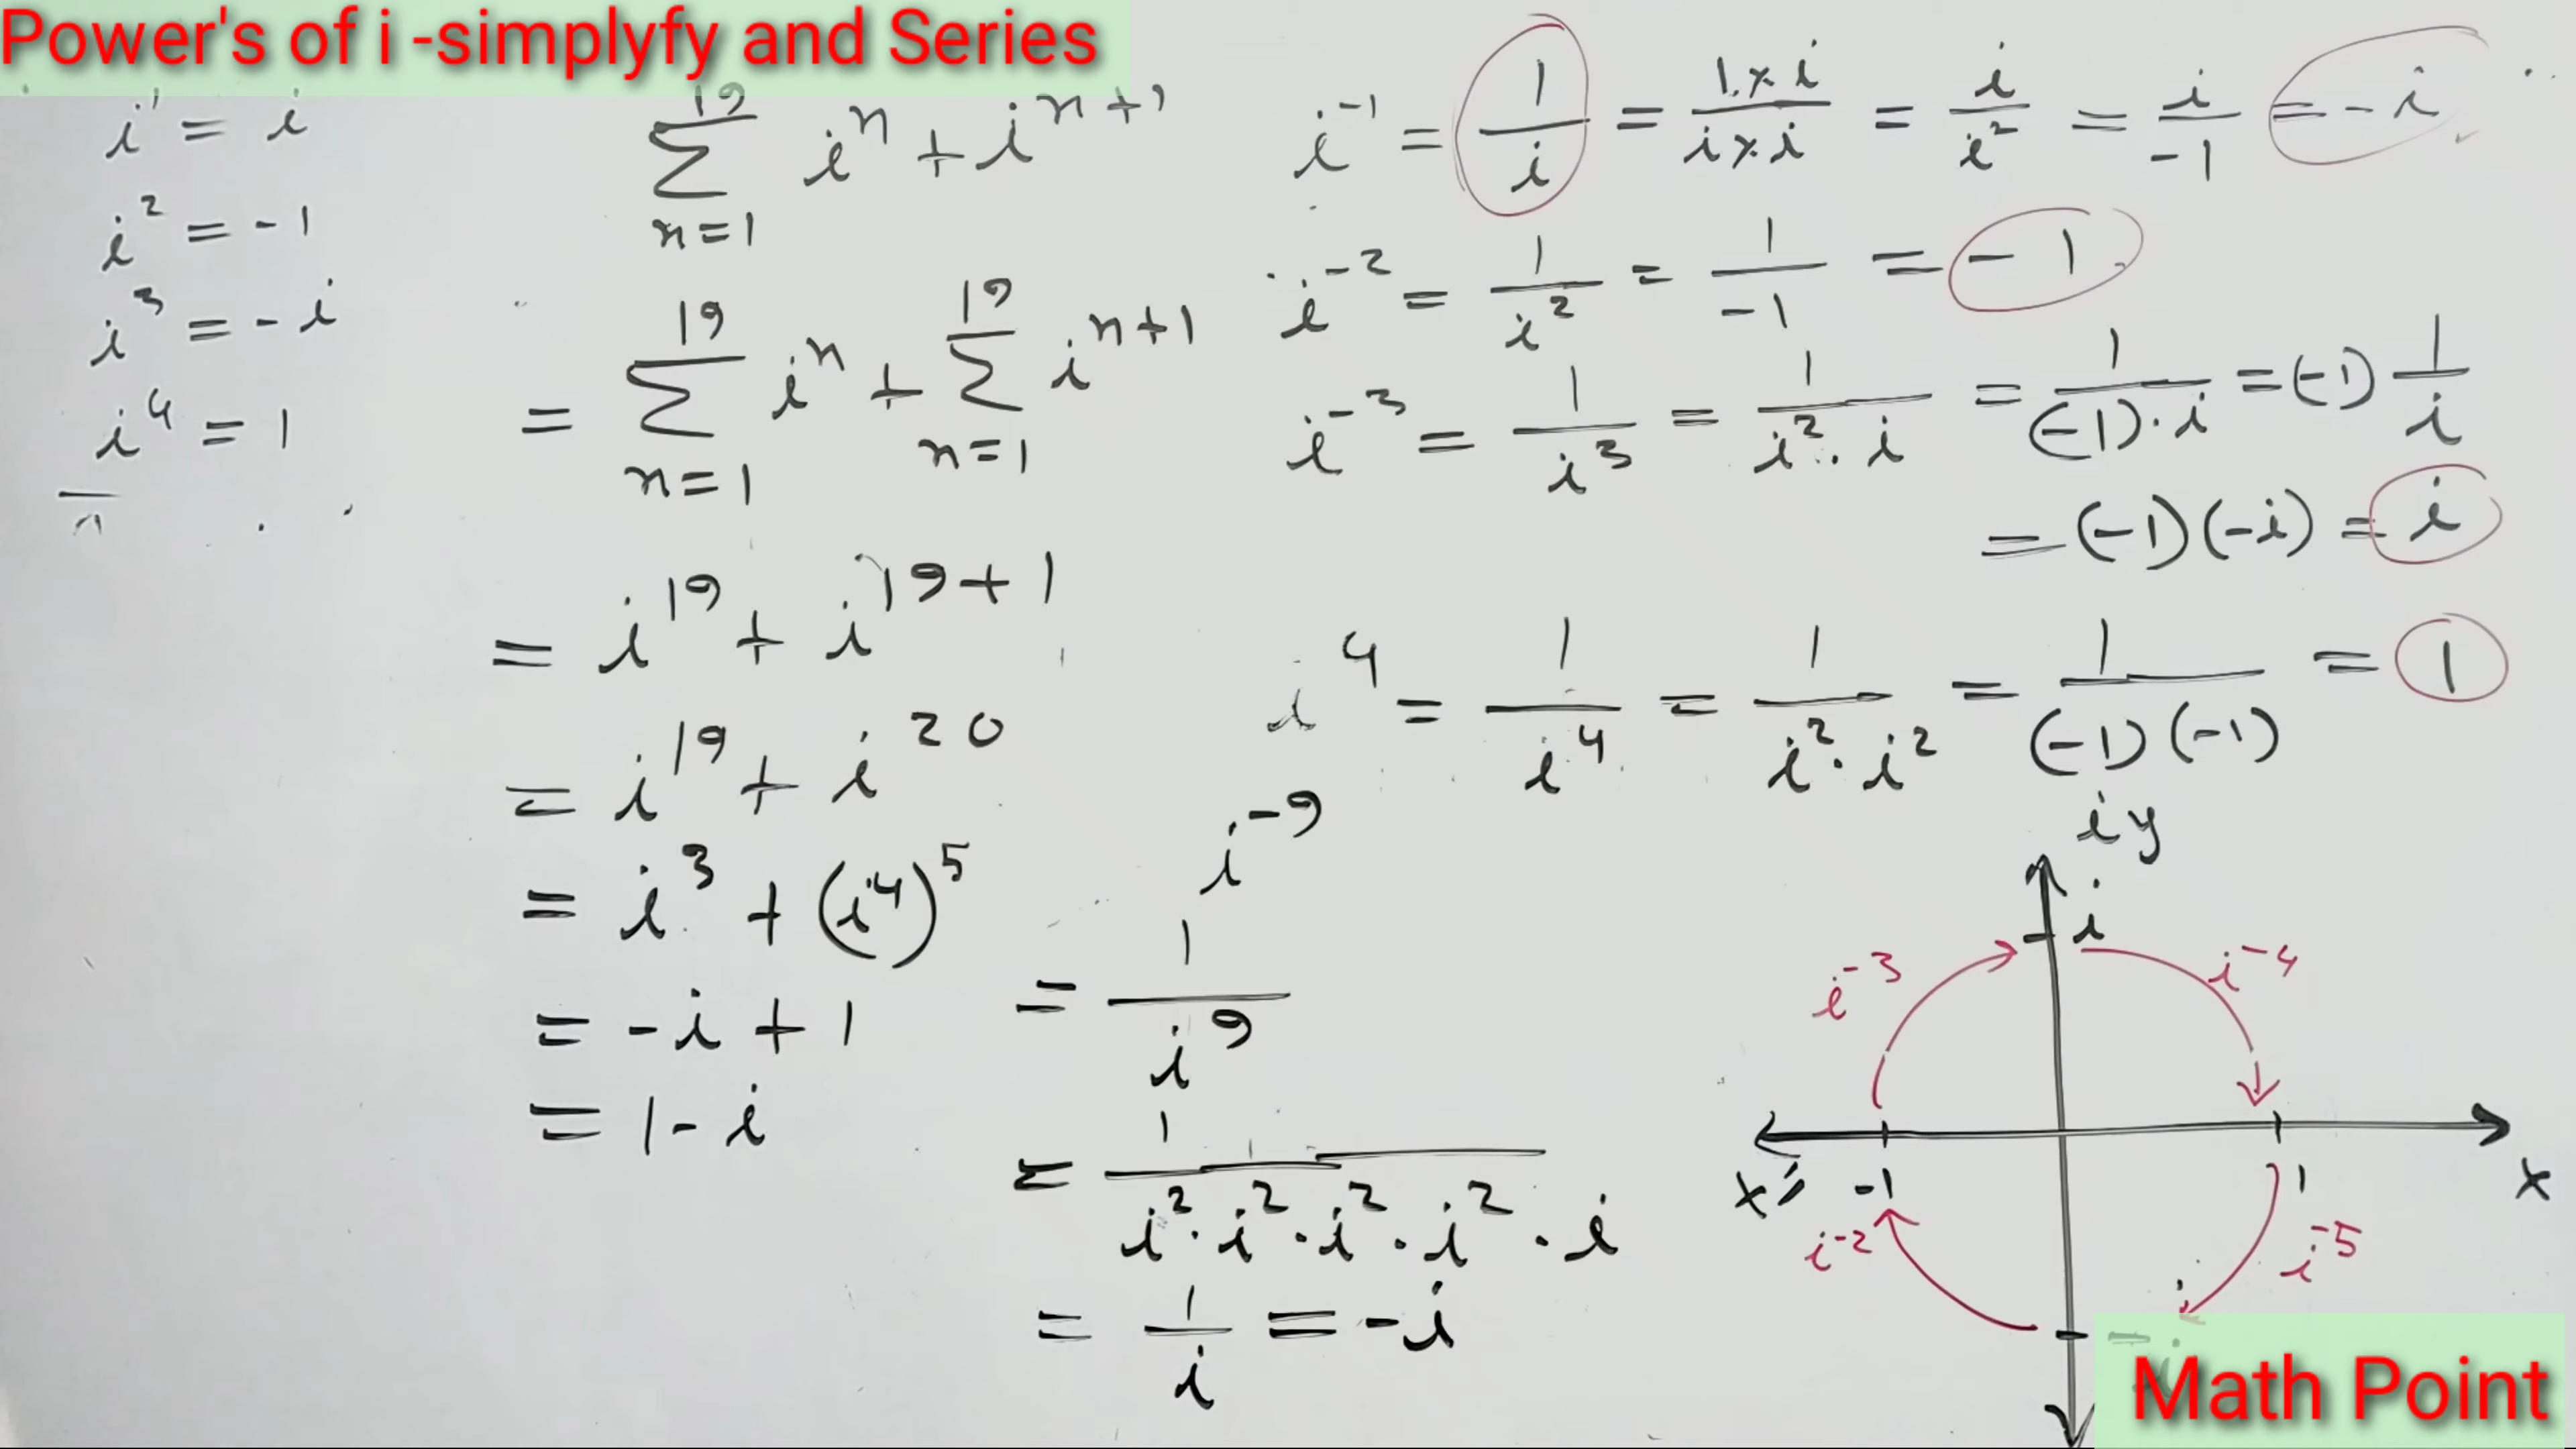 Power's of i -simplyfy and Series
i¹ = i
i² = -1
i³ = -i
i⁴ = 1
19
∑ iⁿ + iⁿ⁺¹
n=1
19 19
= ∑ iⁿ + ∑ iⁿ⁺¹
n=1 n=1
= i¹⁹ + i¹⁹⁺¹
= i¹⁹ + i²⁰
= i³ + (i⁴)⁵
= -i + 1
= 1 - i
i⁻¹ = 1/i = 1×i/i×i = i/i² = i/-1 = -i
i⁻² = 1/i² = 1/-1 = -1
i⁻³ = 1/i³ = 1/i².i = 1/(-1).i = (-1) 1/i
= (-1)(-i) = i
i⁴ = 1/i⁴ = 1/i².i² = 1/(-1)(-1) = 1
i⁻⁹
= 1/i⁹
= 1/i².i².i².i².i
= 1/i = -i
iy
i
i⁻³ i⁻⁴
x' -1 1 x
i⁻² i⁻⁵
-i
Math Point